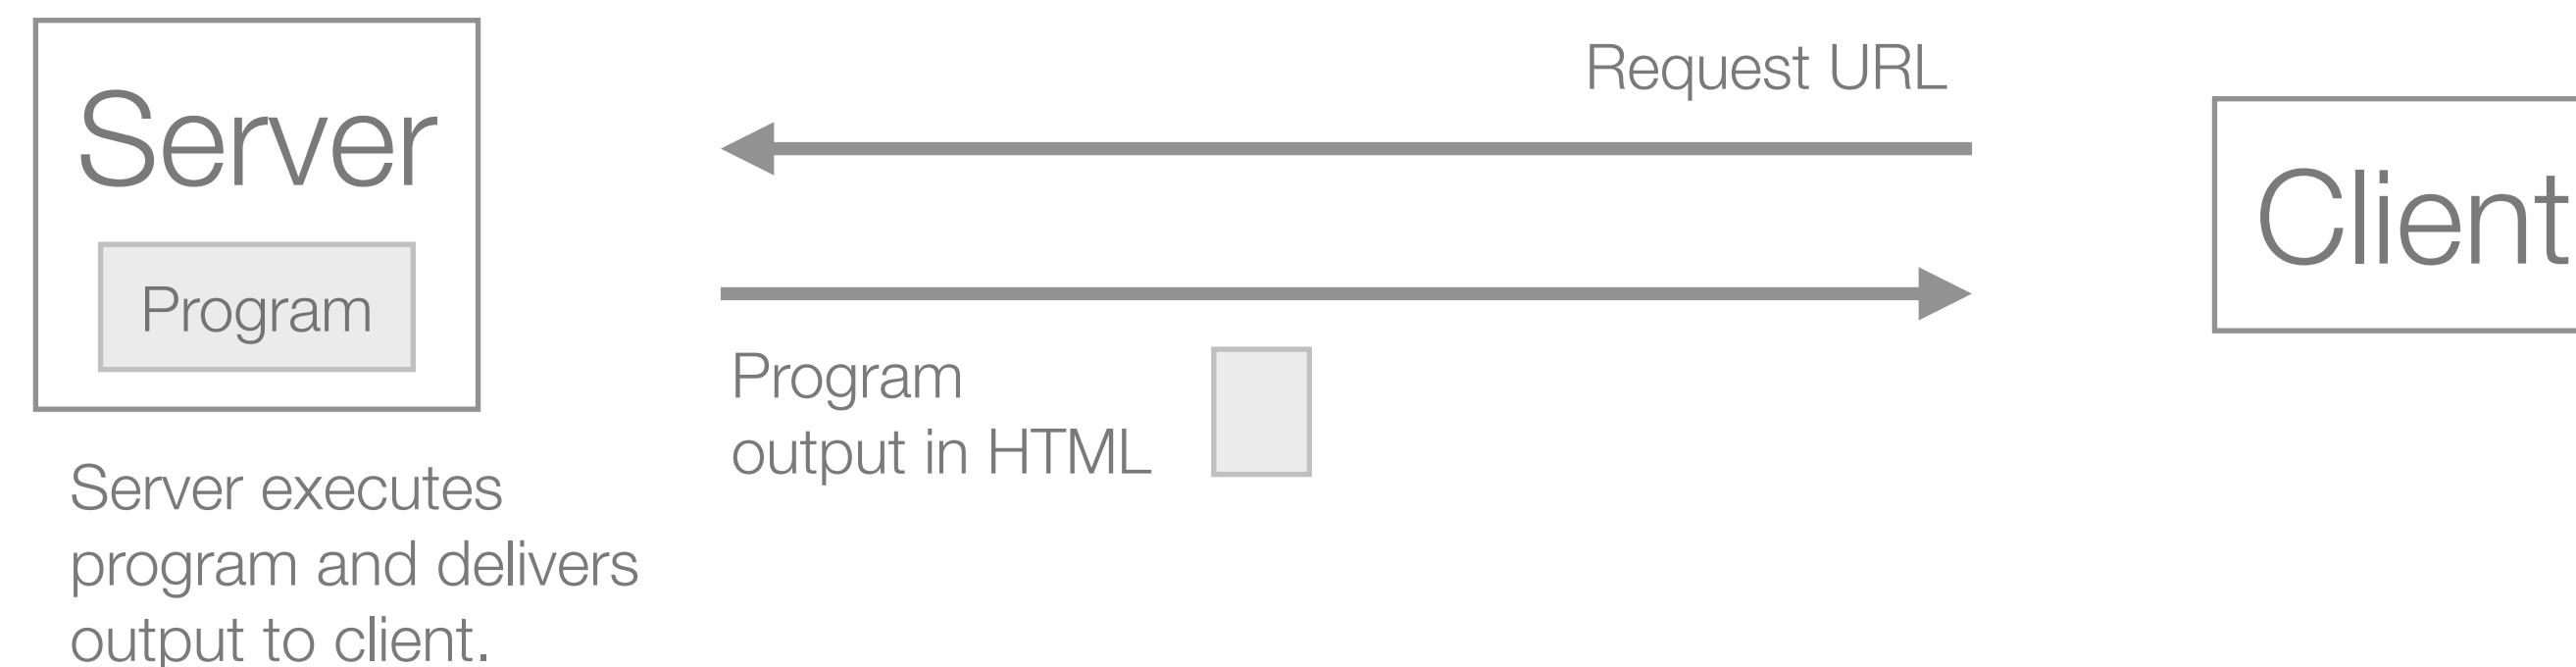 Server
Program
Server executes
program and delivers
output to client.
Request URL
Program
output in HTML
Client